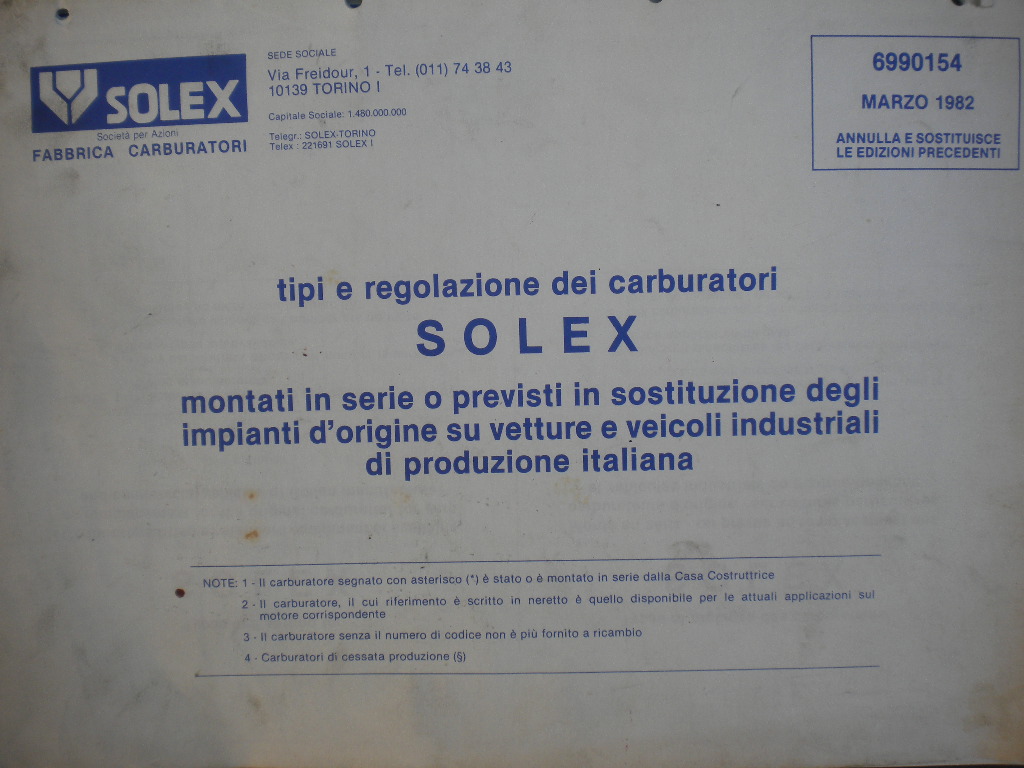 SOLEX
Società per Azioni
FABBRICA CARBURATORI
SEDE SOCIALE
Via Freidour, 1 - Tel. (011) 74 38 43
10139 TORINO I
Capitale Sociale: 1.480.000.000
Telegr.: SOLEX-TORINO
Telex : 221691 SOLEX I
6990154
MARZO 1982
ANNULLA E SOSTITUISCE
LE EDIZIONI PRECEDENTI
tipi e regolazione dei carburatori
SOLEX
montati in serie o previsti in sostituzione degli
impianti d'origine su vetture e veicoli industriali
di produzione italiana
NOTE: 1 - Il carburatore segnato con asterisco (*) è stato o è montato in serie dalla Casa Costruttrice
2 - Il carburatore, il cui riferimento è scritto in neretto è quello disponibile per le attuali applicazioni sul
motore corrispondente
3 - Il carburatore senza il numero di codice non è più fornito a ricambio
4 - Carburatori di cessata produzione (§)